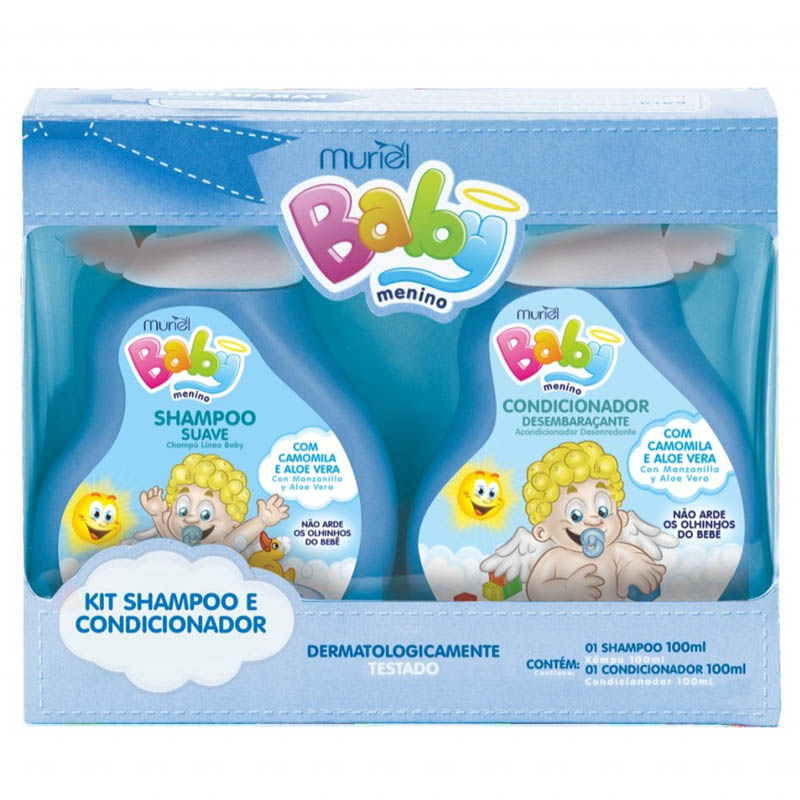 muriel
Baby
menino
muriel
Baby
menino
SHAMPOO
SUAVE
Champú Línea Baby
COM
CAMOMILA
E ALOE VERA
Con Manzanilla
y Aloe Vera
NÃO ARDE
OS OLHINHOS
DO BEBÊ
muriel
Baby
menino
CONDICIONADOR
DESEMBARAÇANTE
Acondicionador Desenredante
COM
CAMOMILA
E ALOE VERA
Con Manzanilla
y Aloe Vera
NÃO ARDE
OS OLHINHOS
DO BEBÊ
KIT SHAMPOO E
CONDICIONADOR
DERMATOLOGICAMENTE
TESTADO
CONTÉM:
Contiene:
01 SHAMPOO 100ml
Xámpu 100ml
01 CONDICIONADOR 100ml
Condicionador 100ml